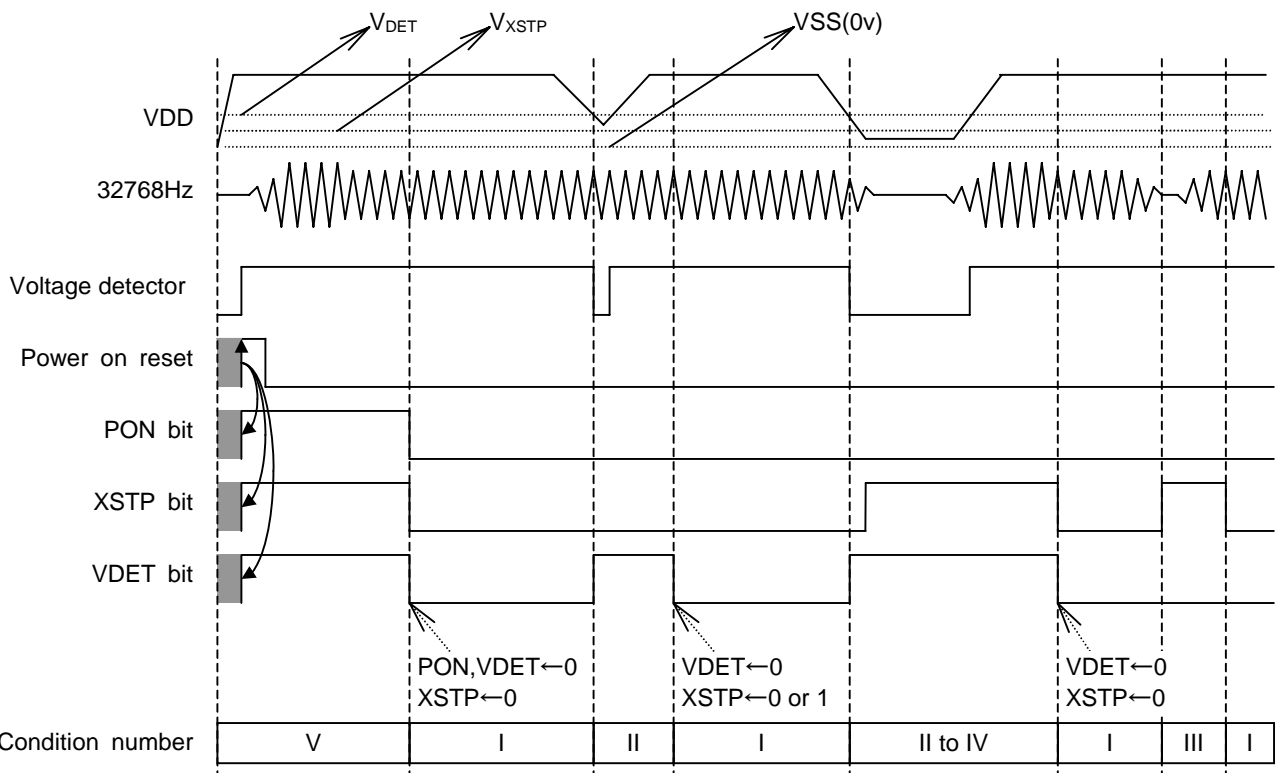 VDET VXSTP VSS(0v)
VDD
32768Hz
Voltage detector
Power on reset
PON bit
XSTP bit
VDET bit
PON,VDET←0 VDET←0 VDET←0
XSTP←0 XSTP←0 or 1 XSTP←0
Condition number V I II I II to IV I III I